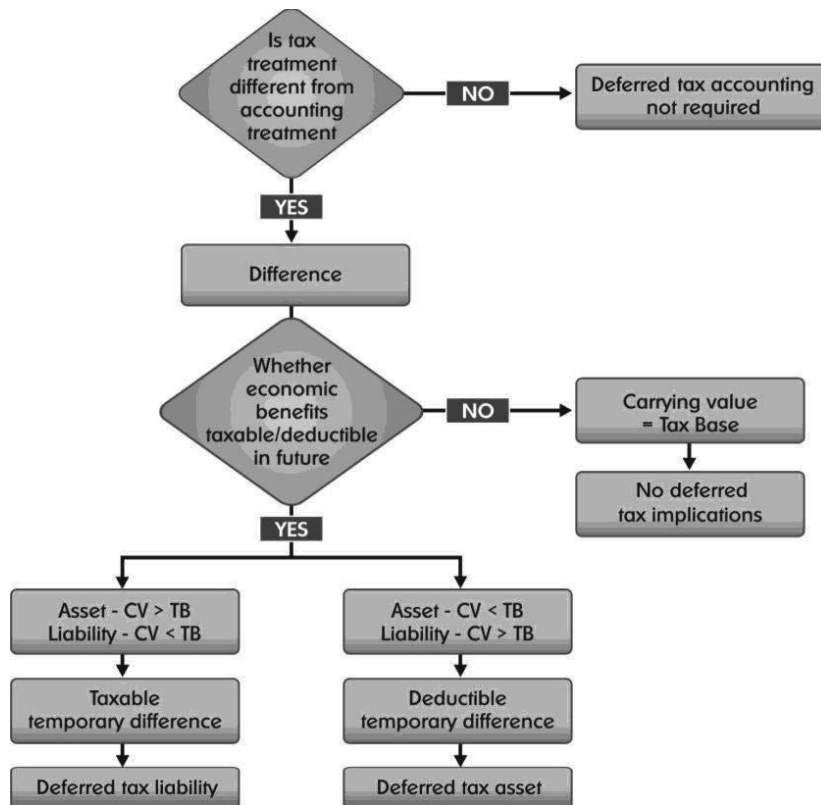 Is tax
treatment
different from
accounting
treatment
NO
Deferred tax accounting
not required
YES
Difference
Whether
economic
benefits
taxable/deductible
in future
NO
Carrying value
= Tax Base
No deferred
tax implications
YES
Asset - CV > TB
Liability - CV < TB
Asset - CV < TB
Liability - CV > TB
Taxable
temporary difference
Deductible
temporary difference
Deferred tax liability
Deferred tax asset